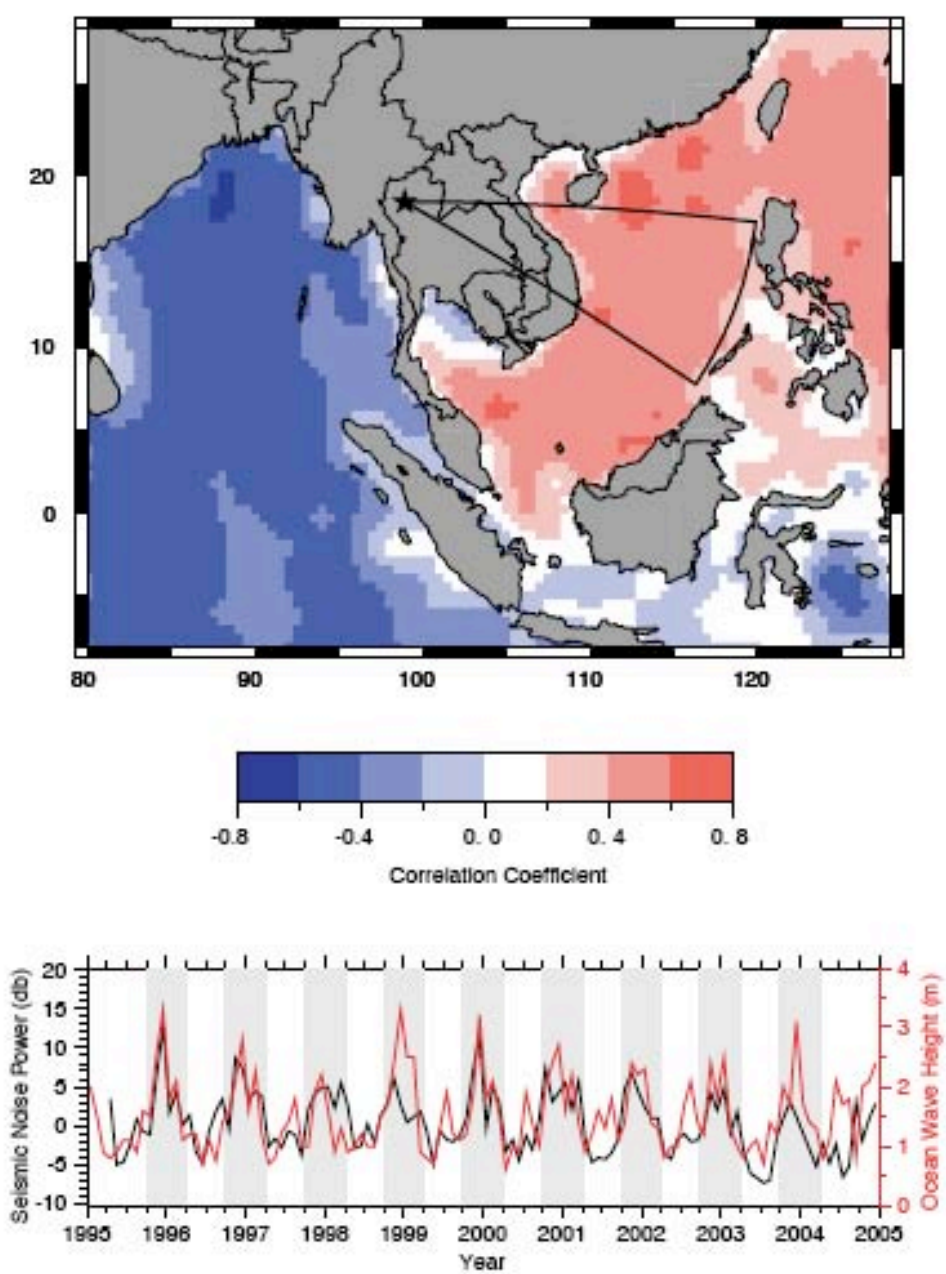 20
10
0
80 90 100 110 120
-0.8 -0.4 0.0 0.4 0.8
Correlation Coefficient
Seismic Noise Power (db)
20
15
10
5
0
-5
-10
4
3
2
1
0
Ocean Wave Height (m)
1995 1996 1997 1998 1999 2000 2001 2002 2003 2004 2005
Year